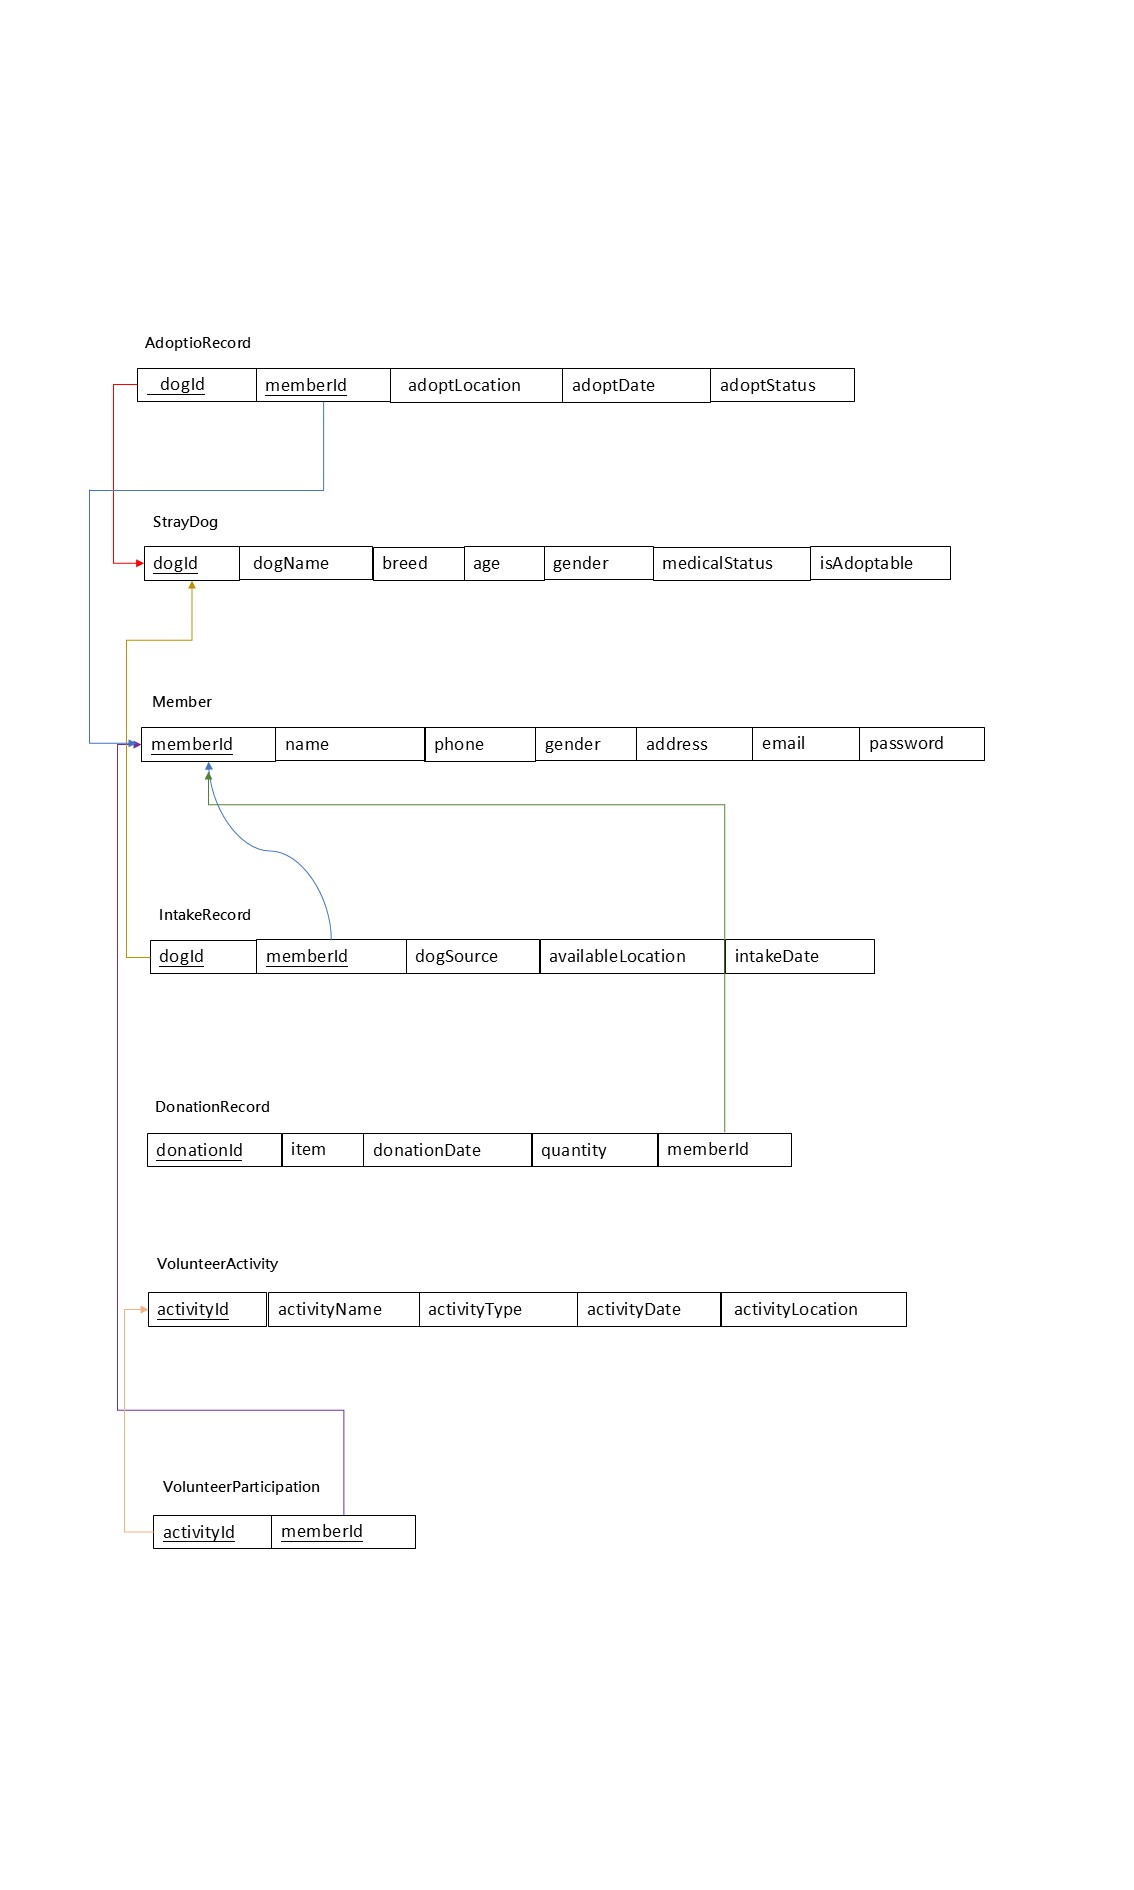 AdoptioRecord
dogId memberId adoptLocation adoptDate adoptStatus
StrayDog
dogId dogName breed age gender medicalStatus isAdoptable
Member
memberId name phone gender address email password
IntakeRecord
dogId memberId dogSource availableLocation intakeDate
DonationRecord
donationId item donationDate quantity memberId
VolunteerActivity
activityId activityName activityType activityDate activityLocation
VolunteerParticipation
activityId memberId